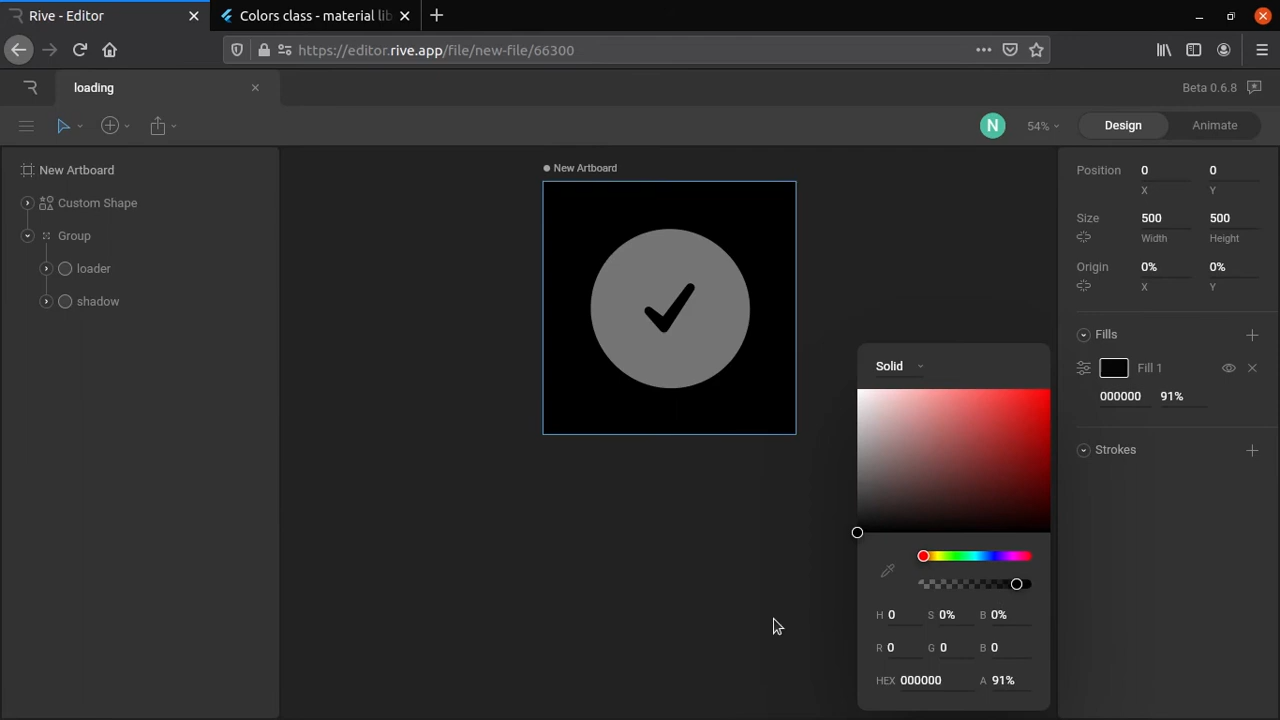 Rive - Editor
Colors class - material lib
https://editor.rive.app/file/new-file/66300
loading
Beta 0.6.8
N
54%
Design
Animate
New Artboard
Custom Shape
Group
loader
shadow
New Artboard
Position
0
0
X
Y
Size
500
500
Width
Height
Origin
0%
0%
X
Y
Fills
Fill 1
000000
91%
Strokes
Solid
H 0 S 0% B 0%
R 0 G 0 B 0
HEX 000000 A 91%